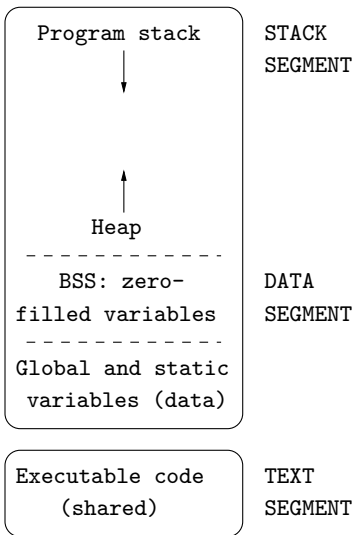 Program stack
STACK
SEGMENT
Heap
BSS: zero-
filled variables
DATA
SEGMENT
Global and static
variables (data)
Executable code
(shared)
TEXT
SEGMENT